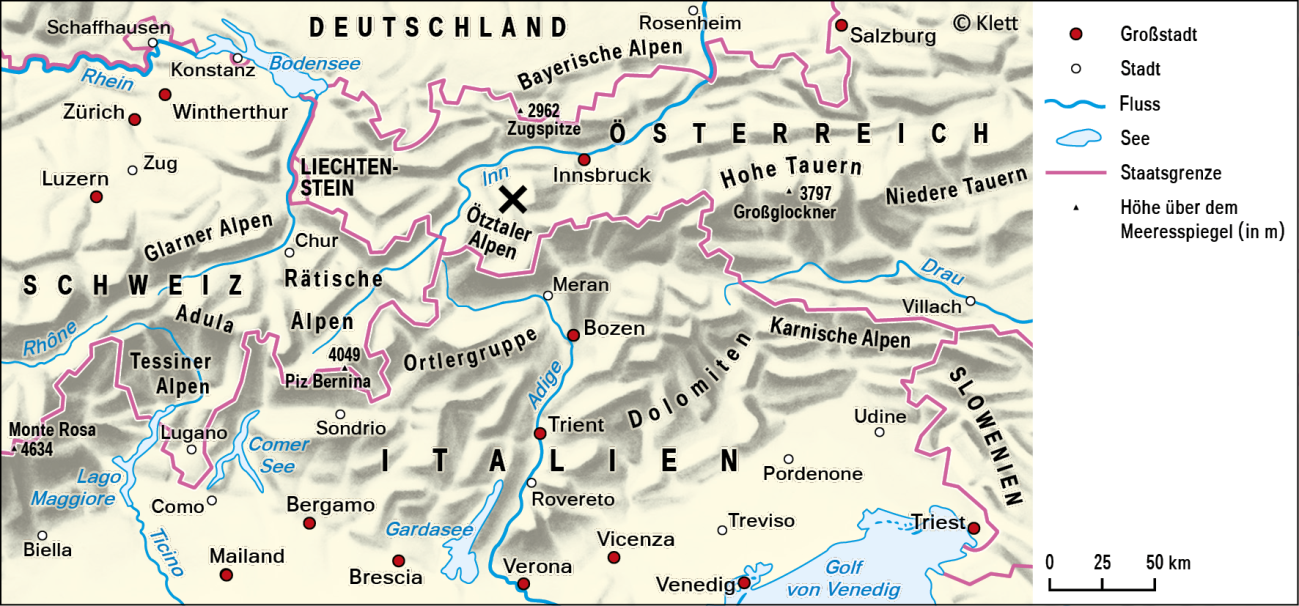 DEUTSCHLAND
Rosenheim
© Klett
Schaffhausen
Salzburg
Konstanz
Bodensee
Bayerische Alpen
Rhein
Zürich
Wintherthur
2962
Zugspitze
ÖSTERREICH
Zug
LIECHTEN-
STEIN
Inn
Innsbruck
Hohe Tauern
3797
Großglockner
Niedere Tauern
Luzern
Ötztaler
Alpen
Glarner Alpen
Chur
SCHWEIZ
Rätische
Alpen
Meran
Drau
Villach
Adula
Rhône
Bozen
Karnische Alpen
Tessiner
Alpen
4049
Piz Bernina
Ortlergruppe
Adige
Dolomiten
SLOWENIEN
Monte Rosa
4634
Lugano
Sondrio
Trient
Udine
Comer
See
ITALIEN
Pordenone
Lago
Maggiore
Como
Bergamo
Rovereto
Gardasee
Treviso
Triest
Biella
Ticino
Mailand
Brescia
Verona
Vicenza
Venedig
Golf
von Venedig
Großstadt
Stadt
Fluss
See
Staatsgrenze
Höhe über dem
Meeresspiegel (in m)
0 25 50 km